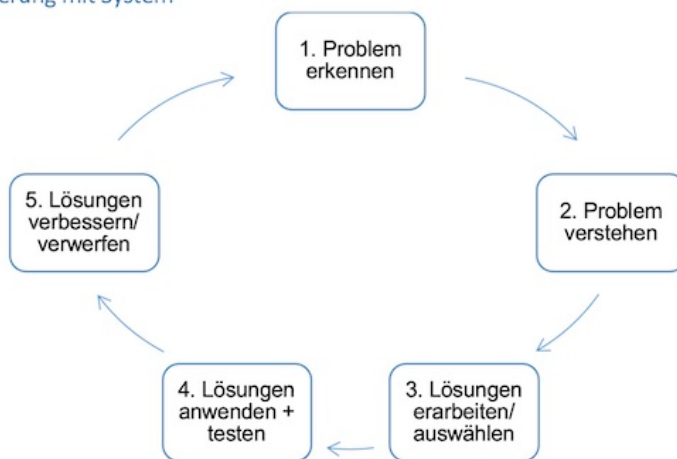 mit System
1. Problem
erkennen
2. Problem
verstehen
3. Lösungen
erarbeiten/
auswählen
4. Lösungen
anwenden +
testen
5. Lösungen
verbessern/
verwerfen